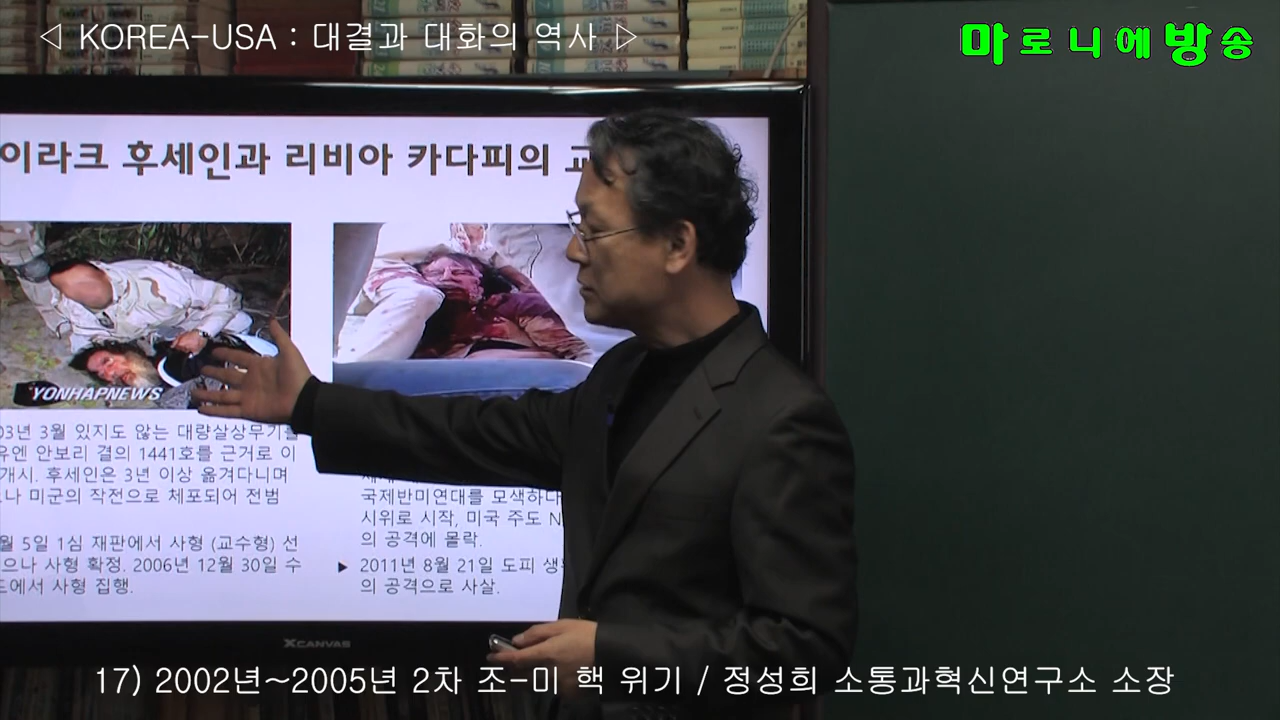 ◁ KOREA-USA : 대결과 대화의 역사 ▷
마로니에방송
이라크 후세인과 리비아 카다피의
YONHAPNEWS
03년 3월 있지도 않는 대량살상무기를
유엔 안보리 결의 1441호를 근거로 이
개시. 후세인은 3년 이상 옮겨다니며
나 미군의 작전으로 체포되어 전범
월 5일 1심 재판에서 사형 (교수형) 선
으나 사형 확정. 2006년 12월 30일 수
드에서 사형 집행.
국제반미연대를 모색하다
시위로 시작, 미국 주도 N
의 공격에 몰락.
▶ 2011년 8월 21일 도피 생
의 공격으로 사살.
XCANVAS
17) 2002년~2005년 2차 조-미 핵 위기 / 정성희 소통과혁신연구소 소장